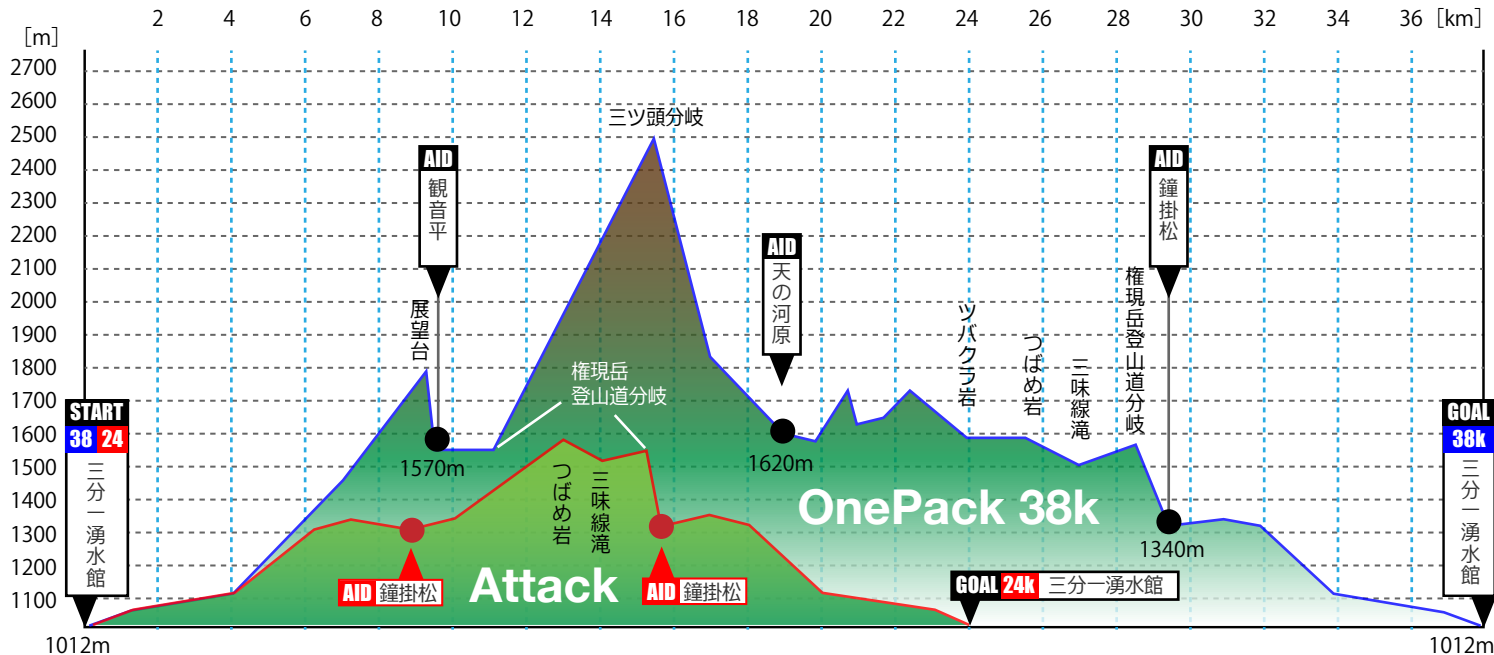 2 4 6 8 10 12 14 16 18 20 22 24 26 28 30 32 34 36 [km]
[m]
2700
2600
2500
2400
2300
2200
2100
2000
1900
1800
1700
1600
1500
1400
1300
1200
1100
START
38 24
三分一湧水館
1012m
展望台
AID
観音平
1570m
三ツ頭分岐
権現岳
登山道分岐
AID
天の河原
1620m
ツバクラ岩
つばめ岩
三味線滝
権現岳登山道分岐
AID
鐘掛松
1340m
OnePack 38k
つばめ岩
三味線滝
AID 鐘掛松
Attack
AID 鐘掛松
GOAL 24k 三分一湧水館
GOAL
38k
三分一湧水館
1012m